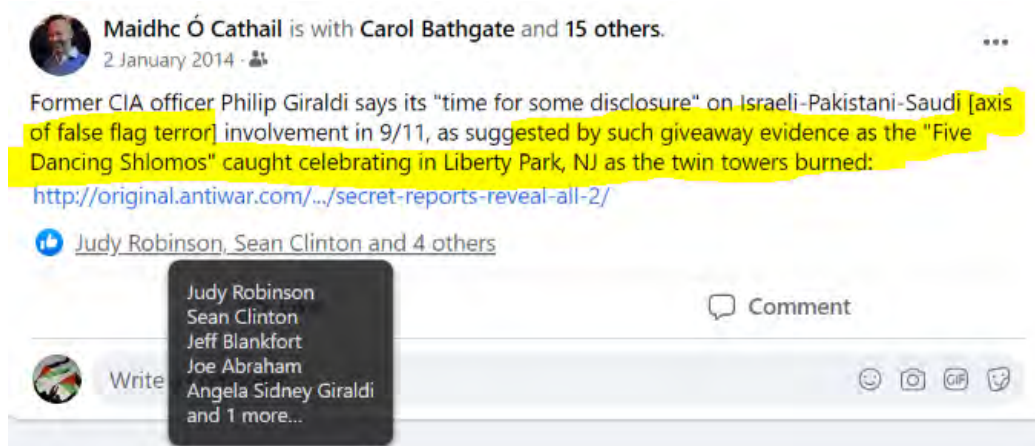 Maidhc Ó Cathail is with Carol Bathgate and 15 others.
2 January 2014 ·
Former CIA officer Philip Giraldi says its "time for some disclosure" on Israeli-Pakistani-Saudi [axis
of false flag terror] involvement in 9/11, as suggested by such giveaway evidence as the "Five
Dancing Shlomos" caught celebrating in Liberty Park, NJ as the twin towers burned:
http://original.antiwar.com/.../secret-reports-reveal-all-2/
Judy Robinson, Sean Clinton and 4 others
Judy Robinson
Sean Clinton
Jeff Blankfort
Joe Abraham
Angela Sidney Giraldi
and 1 more...
Comment
Write
GIF